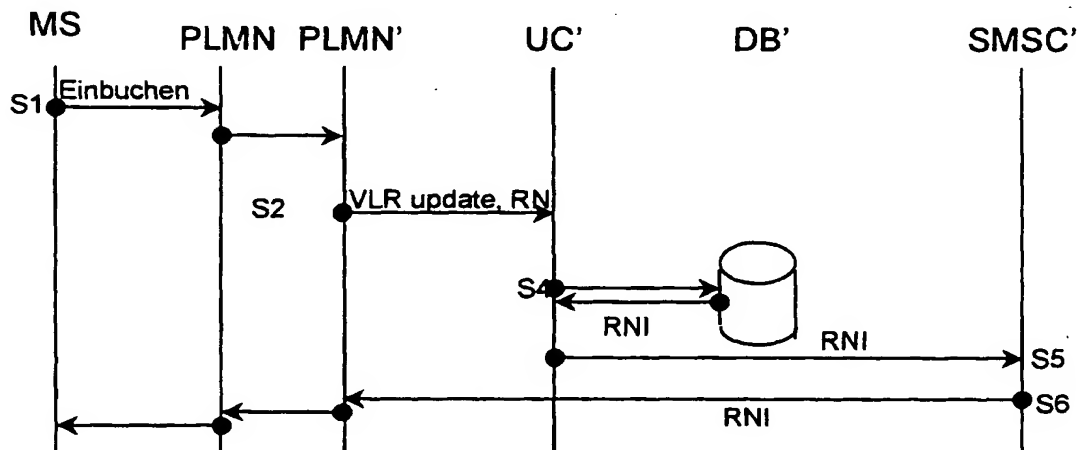 MS
PLMN PLMN' UC' DB' SMSC'
S1 Einbuchen
S2 VLR update, RN
S4
RNI
RNI
S5
S6
RNI